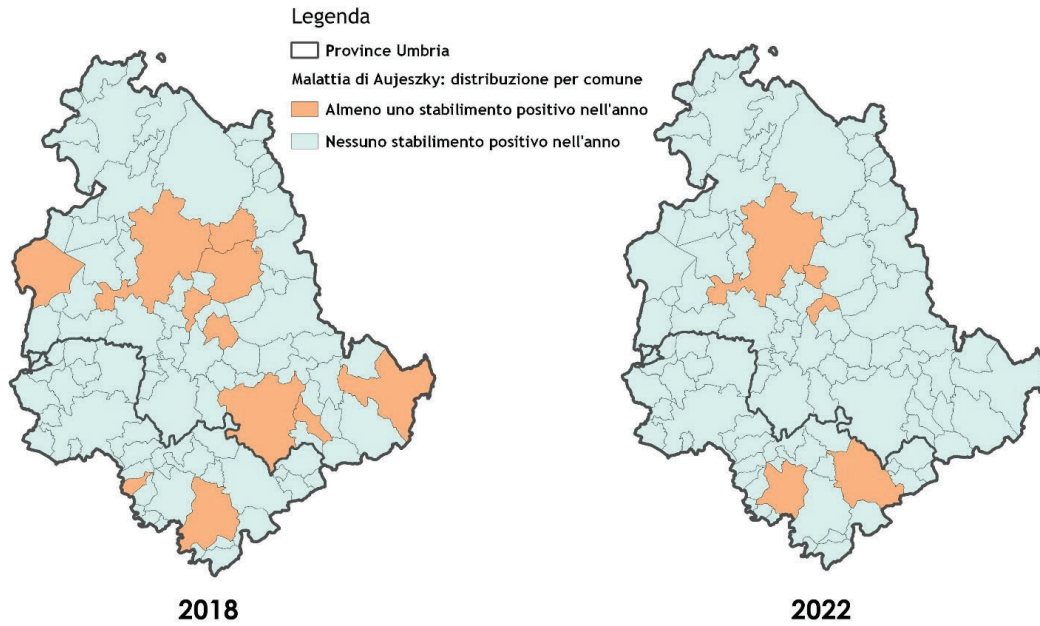 Legenda
Province Umbria
Malattia di Aujeszky: distribuzione per comune
Almeno uno stabilimento positivo nell'anno
Nessuno stabilimento positivo nell'anno
2018
2022